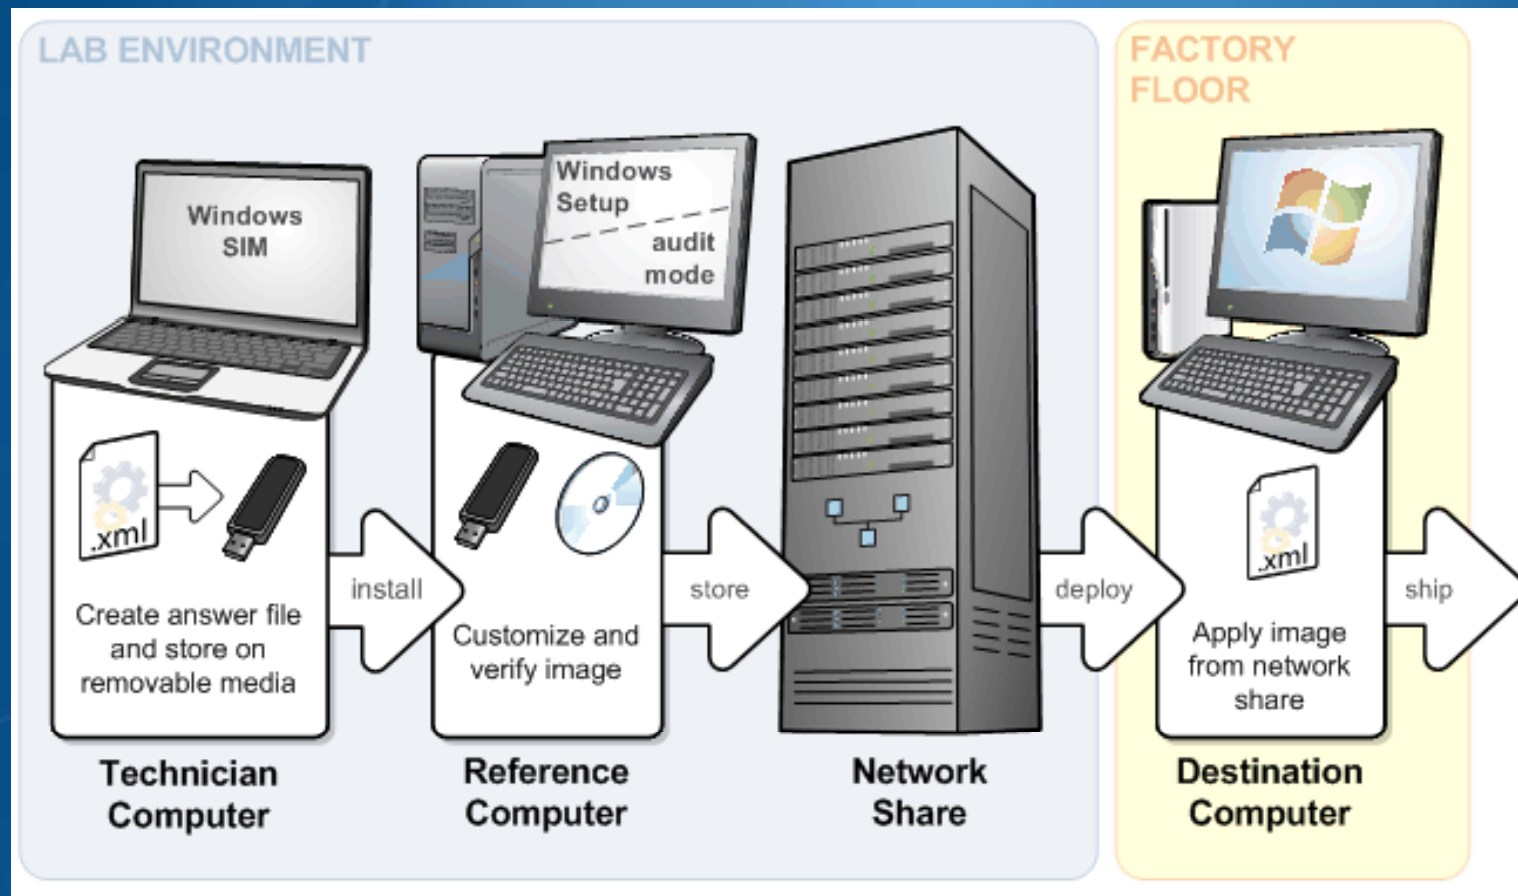 LAB ENVIRONMENT
FACTORY
FLOOR
Windows
SIM
Windows
Setup
audit
mode
.xml
Create answer file
and store on
removable media
install
Customize and
verify image
store
deploy
.xml
Apply image
from network
share
ship
Technician
Computer
Reference
Computer
Network
Share
Destination
Computer